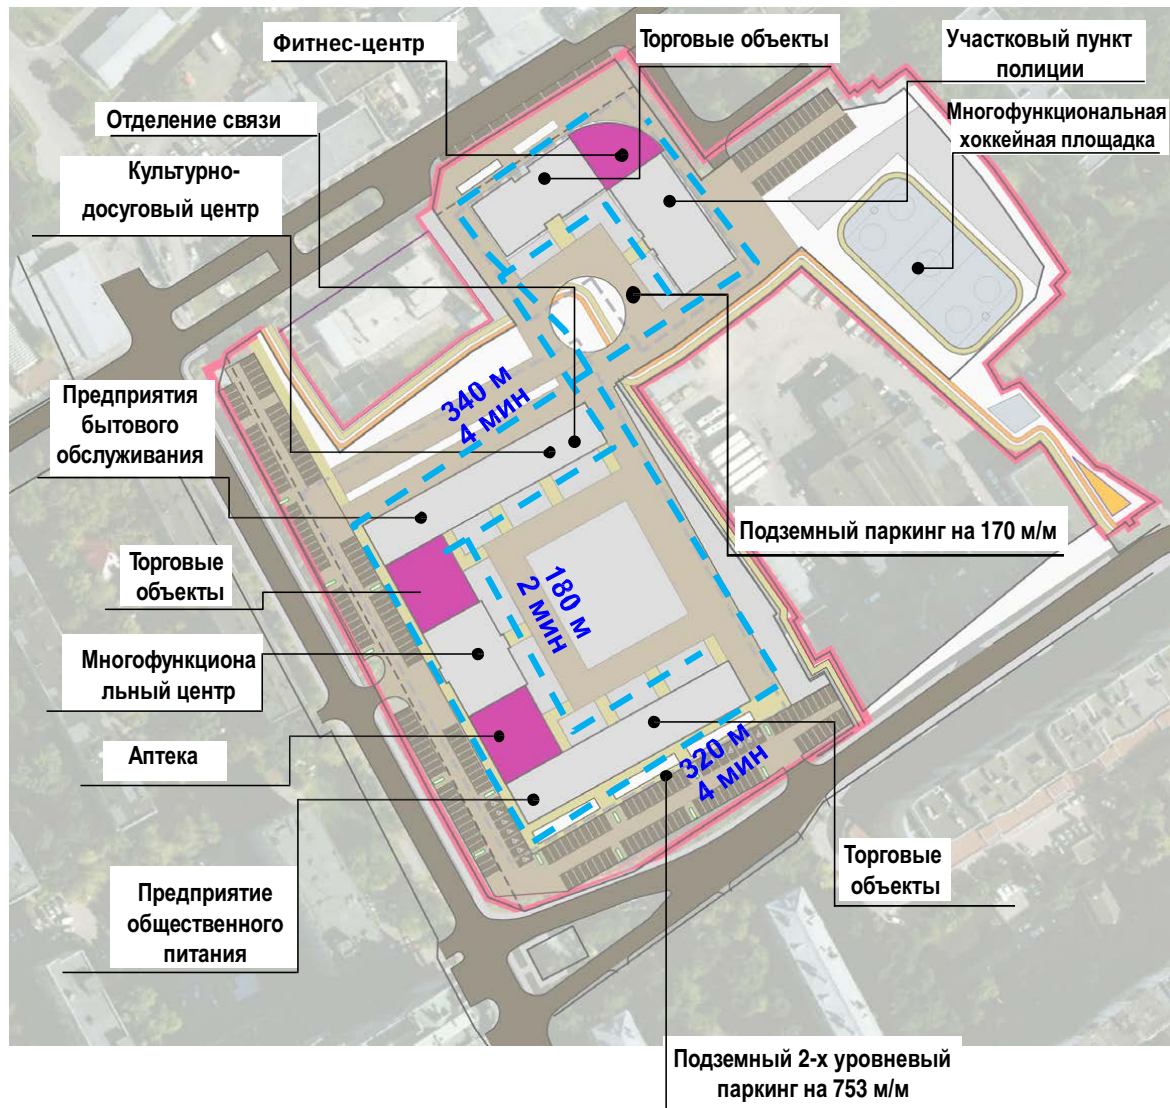 Фитнес-центр
Торговые объекты
Участковый пункт
полиции
Отделение связи
Многофункциональная
хоккейная площадка
Культурно-
досуговый центр
340 м
4 мин
Предприятия
бытового
обслуживания
Подземный паркинг на 170 м/м
Торговые
объекты
180 м
2 мин
Многофункциона
льный центр
Аптека
320 м
4 мин
Торговые
объекты
Предприятие
общественного
питания
Подземный 2-х уровневый
паркинг на 753 м/м